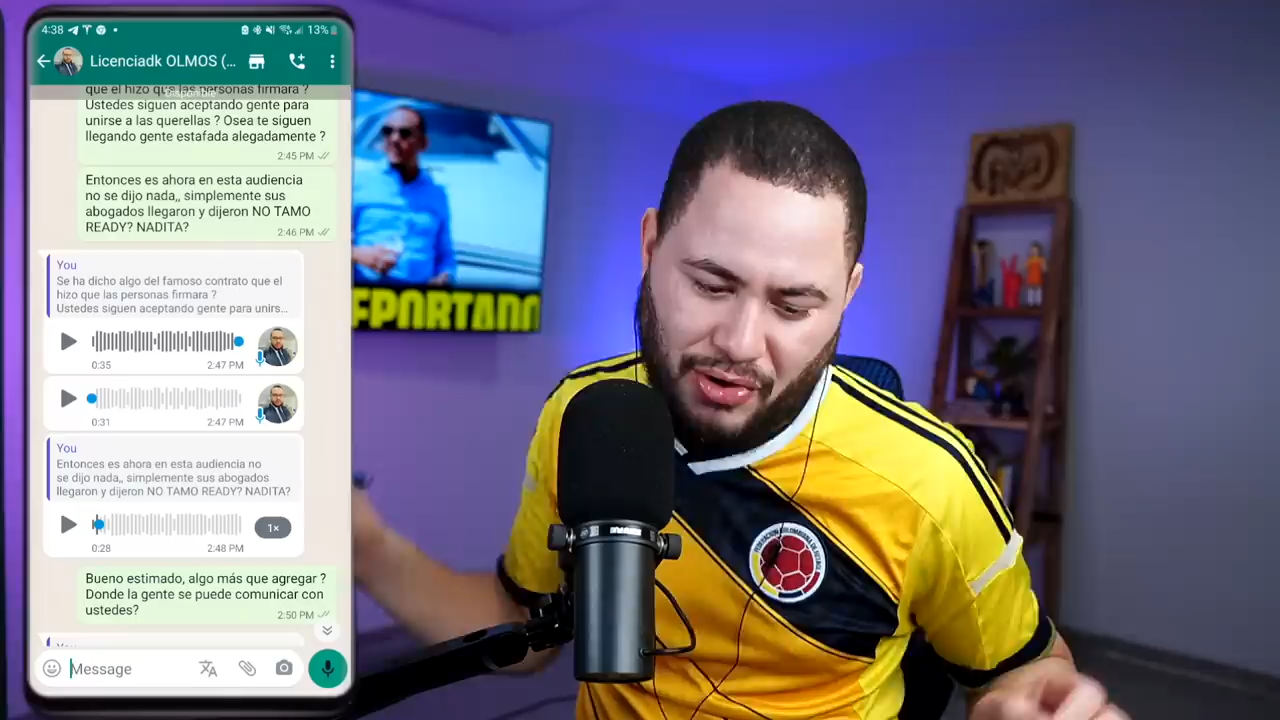 4:38
13%
Licenciadk OLMOS (...
Disponible
que el hizo que las personas firmara ?
Ustedes siguen aceptando gente para
unirse a las querellas ? Osea te siguen
llegando gente estafada alegadamente ?
2:45 PM
Entonces es ahora en esta audiencia
no se dijo nada,, simplemente sus
abogados llegaron y dijeron NO TAMO
READY? NADITA?
2:46 PM
You
Se ha dicho algo del famoso contrato que el
hizo que las personas firmara ?
Ustedes siguen aceptando gente para unirs...
0:35
2:47 PM
0:31
2:47 PM
You
Entonces es ahora en esta audiencia no
se dijo nada,, simplemente sus abogados
llegaron y dijeron NO TAMO READY? NADITA?
1×
0:28
2:48 PM
Bueno estimado, algo más que agregar ?
Donde la gente se puede comunicar con
ustedes?
2:50 PM
You
Message
EPORTADO